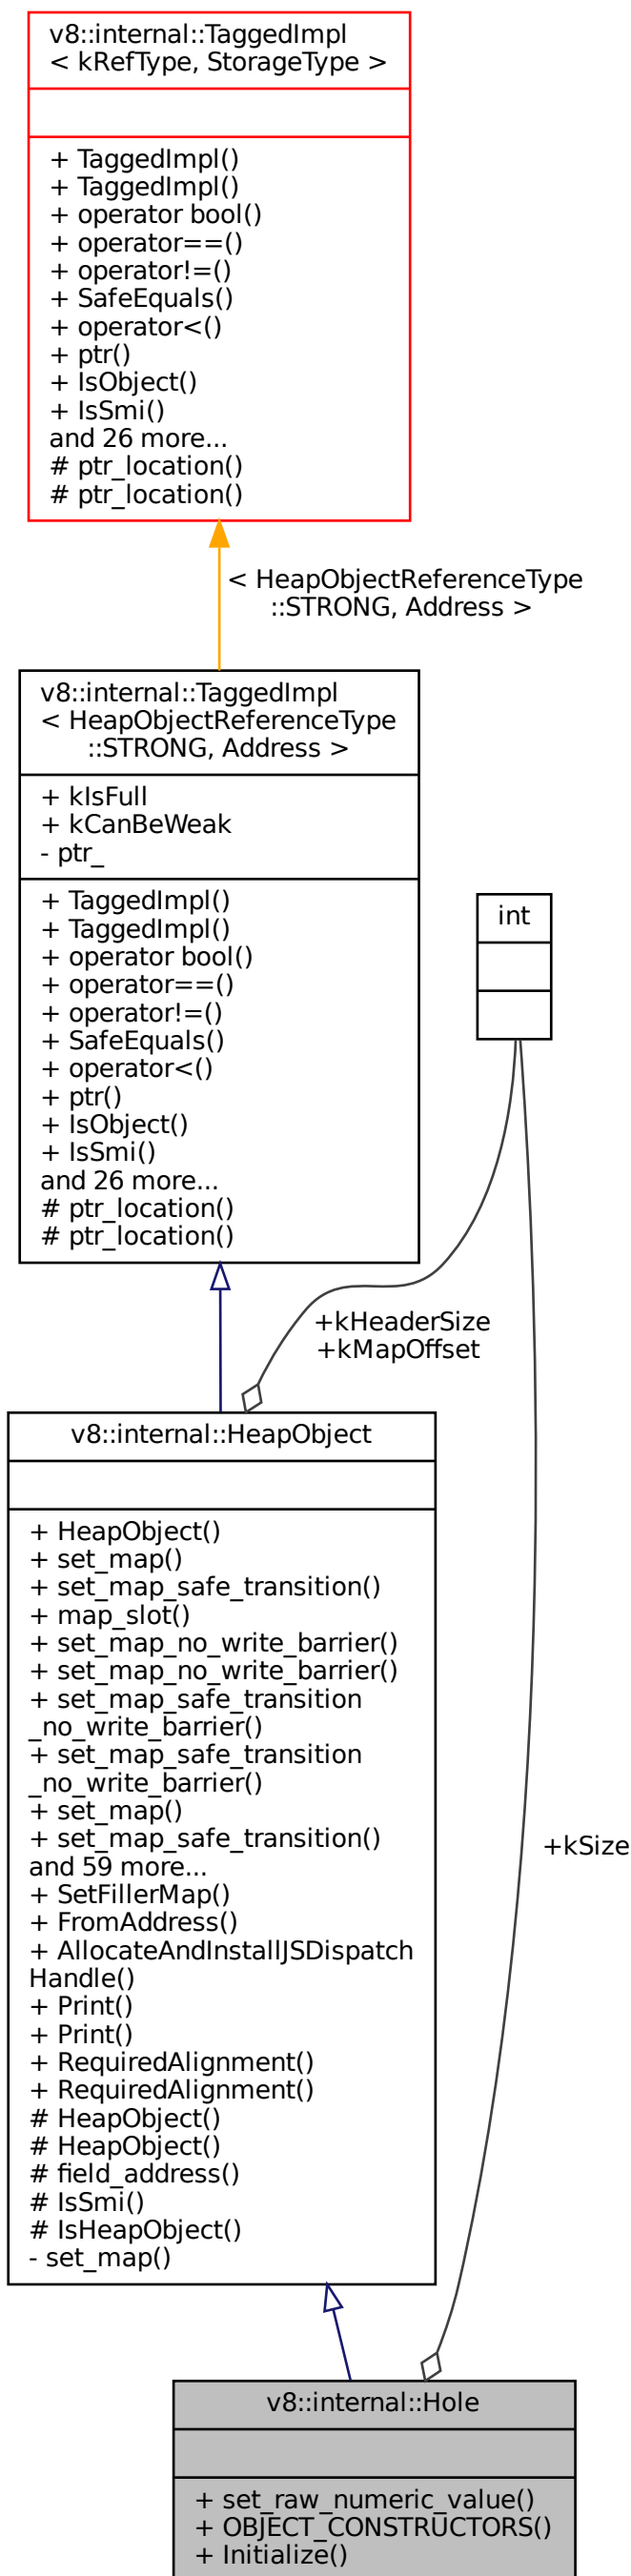 v8::internal::TaggedImpl
< kRefType, StorageType >
+ TaggedImpl()
+ TaggedImpl()
+ operator bool()
+ operator==()
+ operator!=()
+ SafeEquals()
+ operator<()
+ ptr()
+ IsObject()
+ IsSmi()
and 26 more...
# ptr_location()
# ptr_location()
< HeapObjectReferenceType
::STRONG, Address >
v8::internal::TaggedImpl
< HeapObjectReferenceType
::STRONG, Address >
+ kIsFull
+ kCanBeWeak
- ptr_
+ TaggedImpl()
+ TaggedImpl()
+ operator bool()
+ operator==()
+ operator!=()
+ SafeEquals()
+ operator<()
+ ptr()
+ IsObject()
+ IsSmi()
and 26 more...
# ptr_location()
# ptr_location()
int
+kHeaderSize
+kMapOffset
v8::internal::HeapObject
+ HeapObject()
+ set_map()
+ set_map_safe_transition()
+ map_slot()
+ set_map_no_write_barrier()
+ set_map_no_write_barrier()
+ set_map_safe_transition
_no_write_barrier()
+ set_map_safe_transition
_no_write_barrier()
+ set_map()
+ set_map_safe_transition()
and 59 more...
+ SetFillerMap()
+ FromAddress()
+ AllocateAndInstallJSDispatch
Handle()
+ Print()
+ Print()
+ RequiredAlignment()
+ RequiredAlignment()
# HeapObject()
# HeapObject()
# field_address()
# IsSmi()
# IsHeapObject()
- set_map()
+kSize
v8::internal::Hole
+ set_raw_numeric_value()
+ OBJECT_CONSTRUCTORS()
+ Initialize()